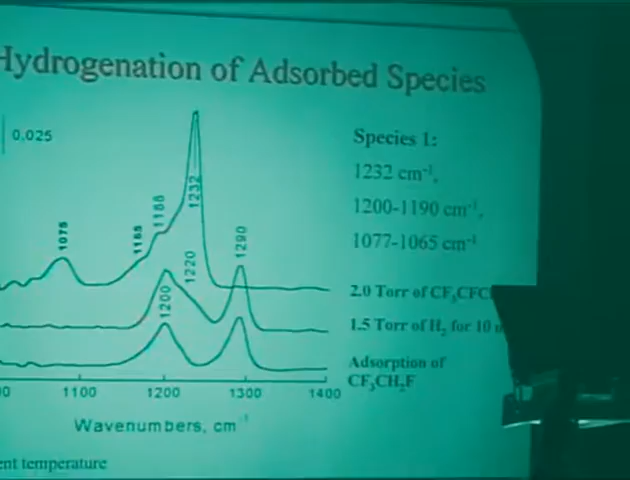 Hydrogenation of Adsorbed Species
0,025
Species 1:
1232 cm⁻¹,
1200-1190 cm⁻¹,
1077-1065 cm⁻¹
1075
1165
1188
1232
1220
1200
1290
2.0 Torr of CF₃CFC
1.5 Torr of H₂ for 10
Adsorption of
CF₃CH₂F
00 1100 1200 1300 1400
Wavenumbers, cm⁻¹
ent temperature